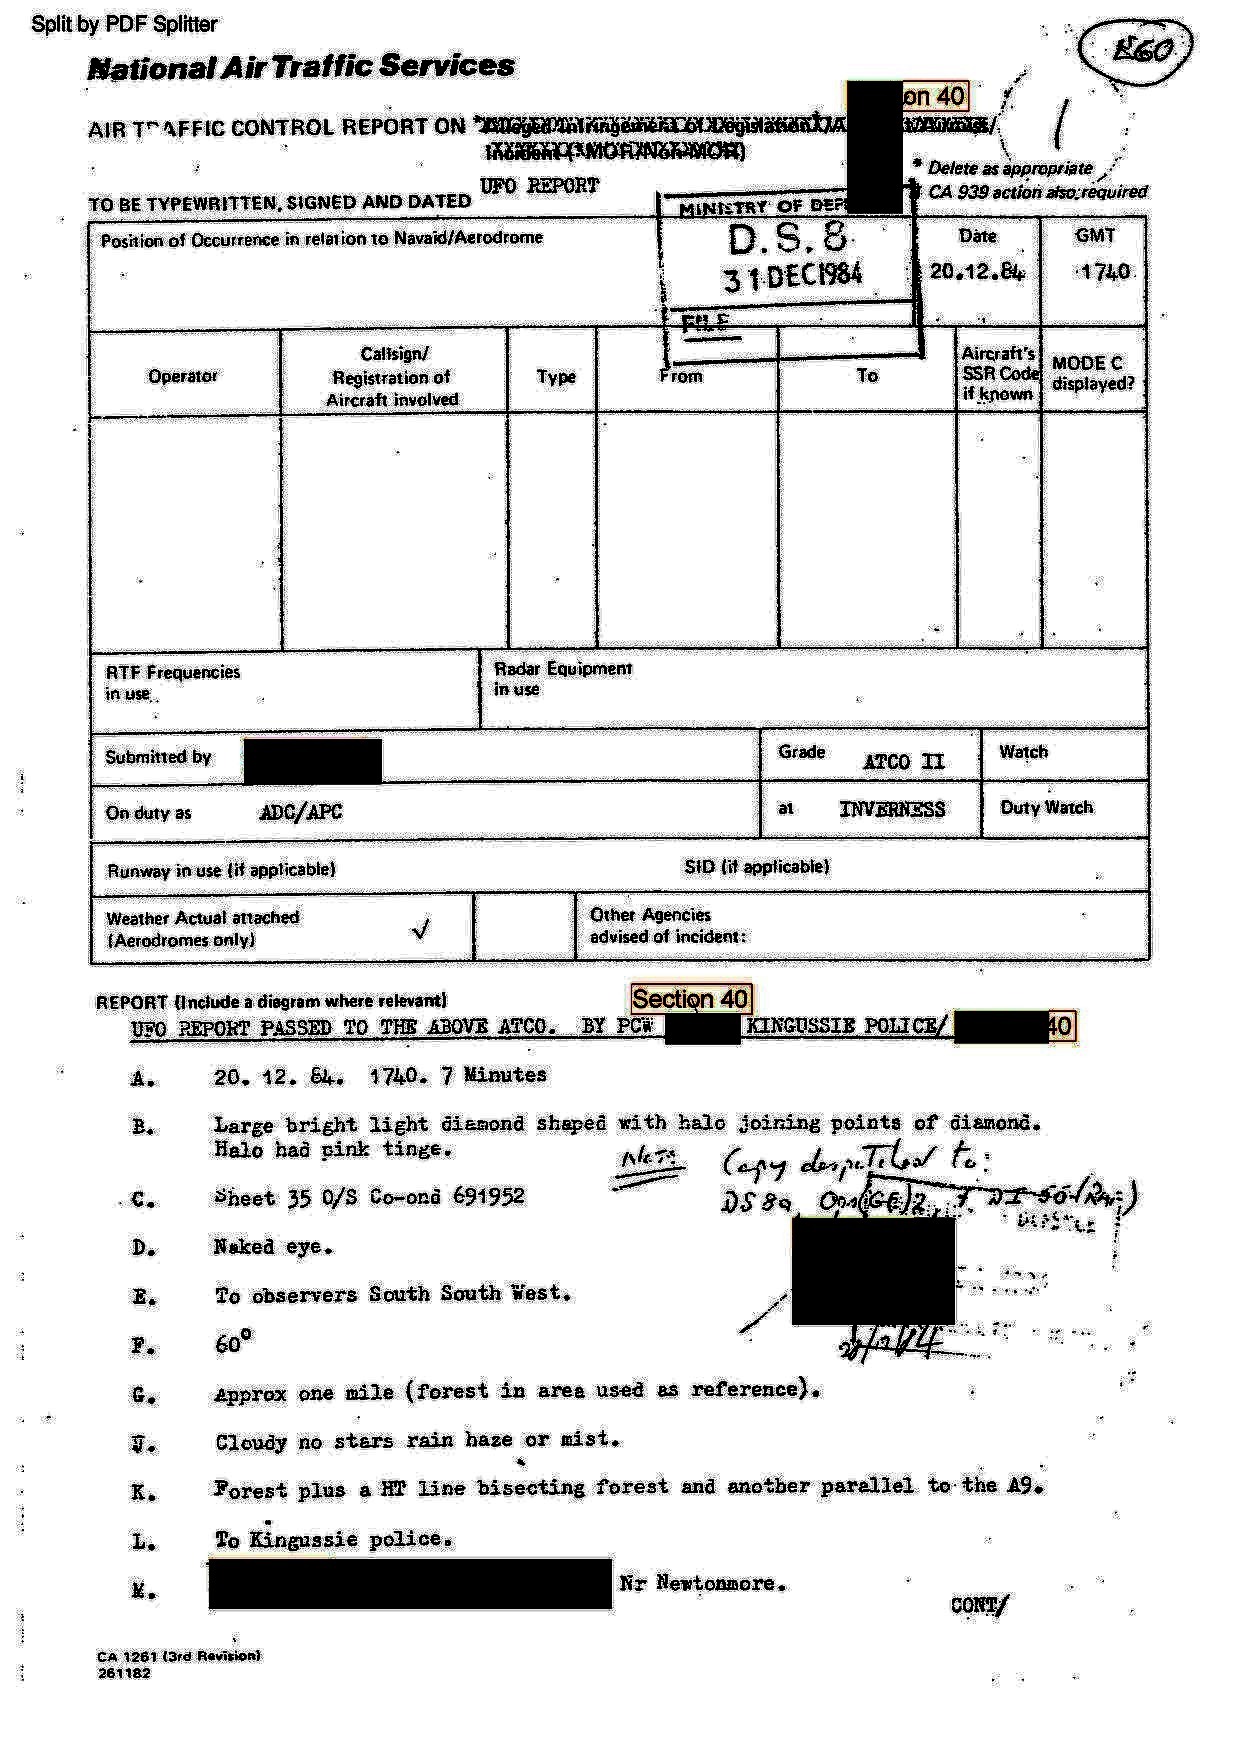 Split by PDF Splitter
E60
National Air Traffic Services
on 40
AIR TRAFFIC CONTROL REPORT ON *Alleged Infringement of Legislation†/A
Incident (*MOR/Non-MOR)
1
* Delete as appropriate
UFO REPORT
† CA 939 action also required
TO BE TYPEWRITTEN, SIGNED AND DATED
MINISTRY OF DEF
D.S.8
31 DEC 1984
FILE
Position of Occurrence in relation to Navaid/Aerodrome
Date
GMT
20.12.84
1740
Operator
Callsign/
Registration of
Aircraft involved
Type
From
To
Aircraft's
SSR Code
if known
MODE C
displayed?
RTF Frequencies
in use
Radar Equipment
in use
Submitted by
Grade
ATCO II
Watch
On duty as
ADC/APC
at
INVERNESS
Duty Watch
Runway in use (if applicable)
SID (if applicable)
Weather Actual attached
(Aerodromes only)
✓
Other Agencies
advised of incident:
REPORT (Include a diagram where relevant)
Section 40
UFO REPORT PASSED TO THE ABOVE ATCO. BY PCW KINGUSSIE POLICE/ 40
A. 20. 12. 84. 1740. 7 Minutes
B. Large bright light diamond shaped with halo joining points of diamond.
Halo had pink tinge.
Note Copy despatched to:
C. Sheet 35 O/S Co-ond 691952
DS 8a, Ops(GE)2, DI 55
D. Naked eye.
E. To observers South South West.
F. 60°
G. Approx one mile (forest in area used as reference).
J. Cloudy no stars rain haze or mist.
K. Forest plus a HT line bisecting forest and another parallel to the A9.
L. To Kingussie police.
M. Nr Newtonmore.
CONT/
CA 1261 (3rd Revision)
261182